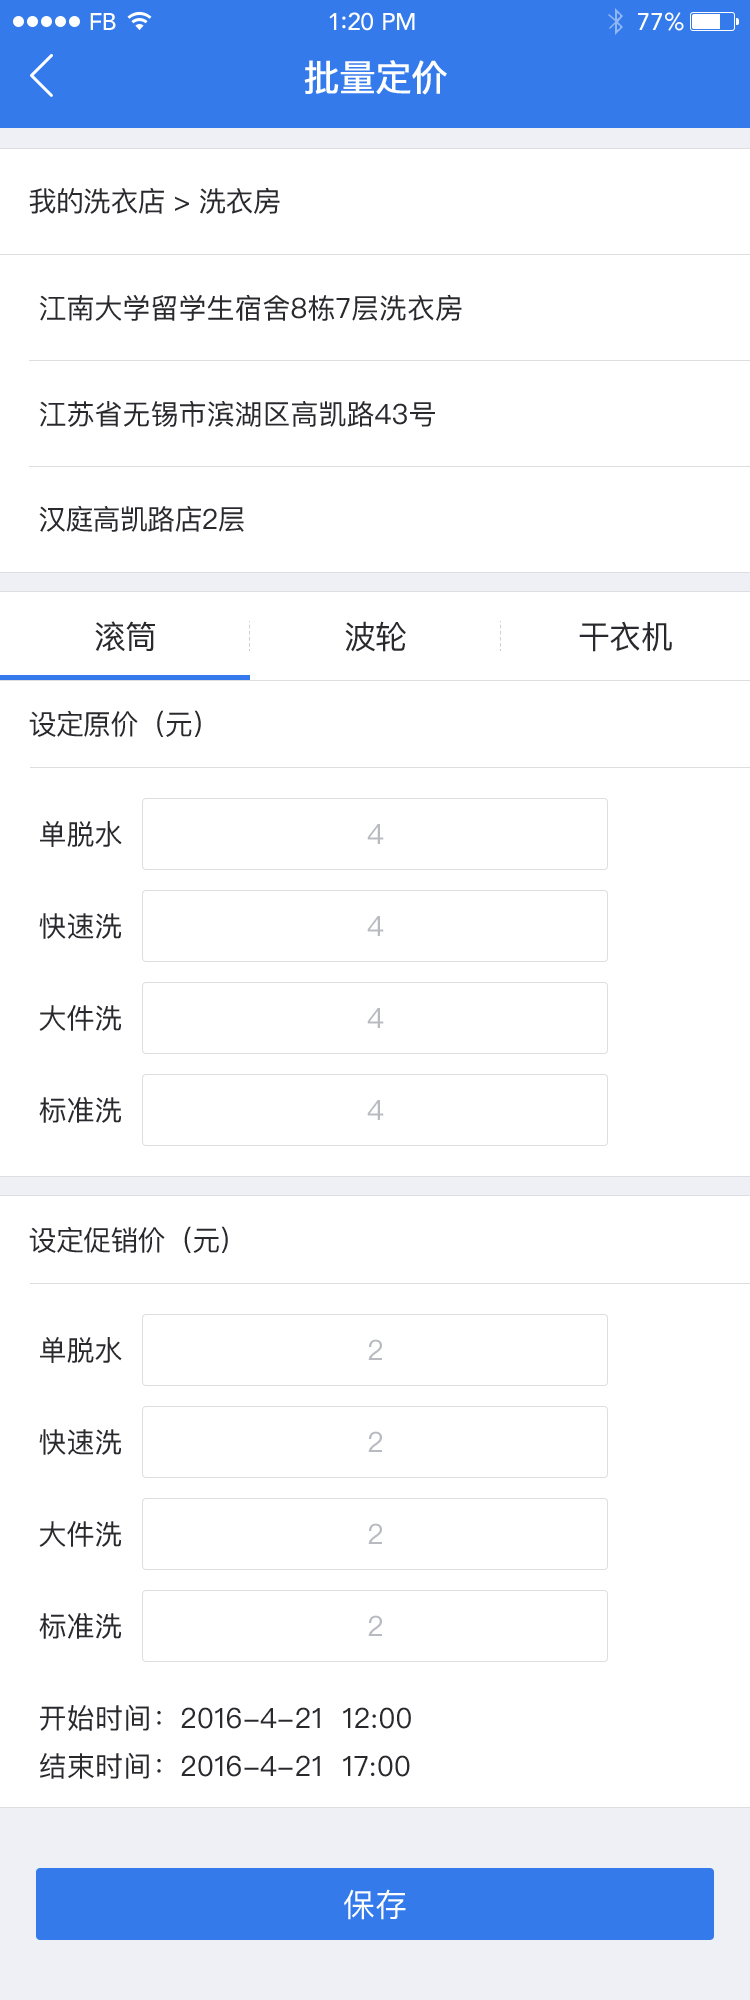 FB 1:20 PM 77%
批量定价
我的洗衣店 > 洗衣房
江南大学留学生宿舍8栋7层洗衣房
江苏省无锡市滨湖区高凯路43号
汉庭高凯路店2层
滚筒 波轮 干衣机
设定原价（元）
单脱水 4
快速洗 4
大件洗 4
标准洗 4
设定促销价（元）
单脱水 2
快速洗 2
大件洗 2
标准洗 2
开始时间：2016-4-21 12:00
结束时间：2016-4-21 17:00
保存